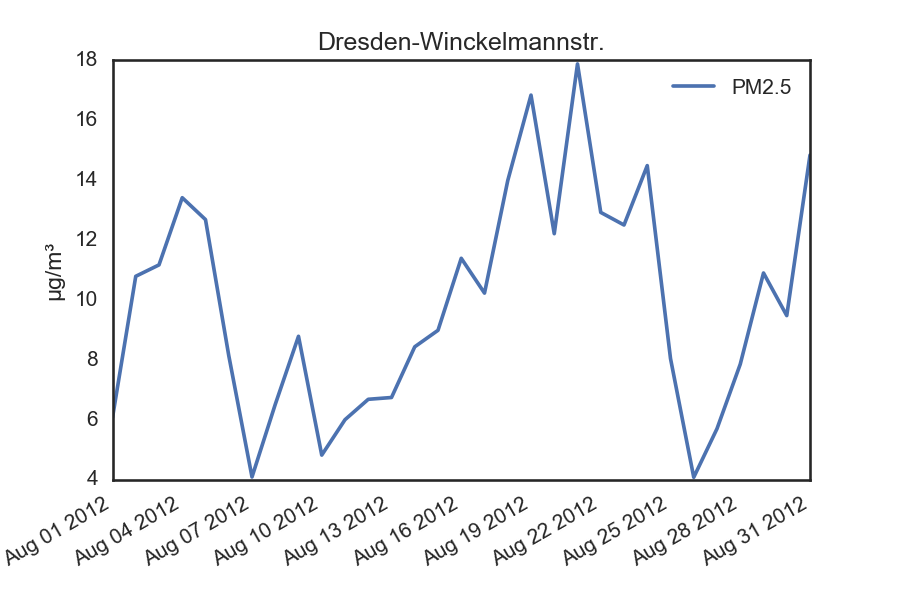 Dresden-Winckelmannstr.
18
16
14
12
10
8
6
4
µg/m³
PM2.5
Aug 01 2012
Aug 04 2012
Aug 07 2012
Aug 10 2012
Aug 13 2012
Aug 16 2012
Aug 19 2012
Aug 22 2012
Aug 25 2012
Aug 28 2012
Aug 31 2012